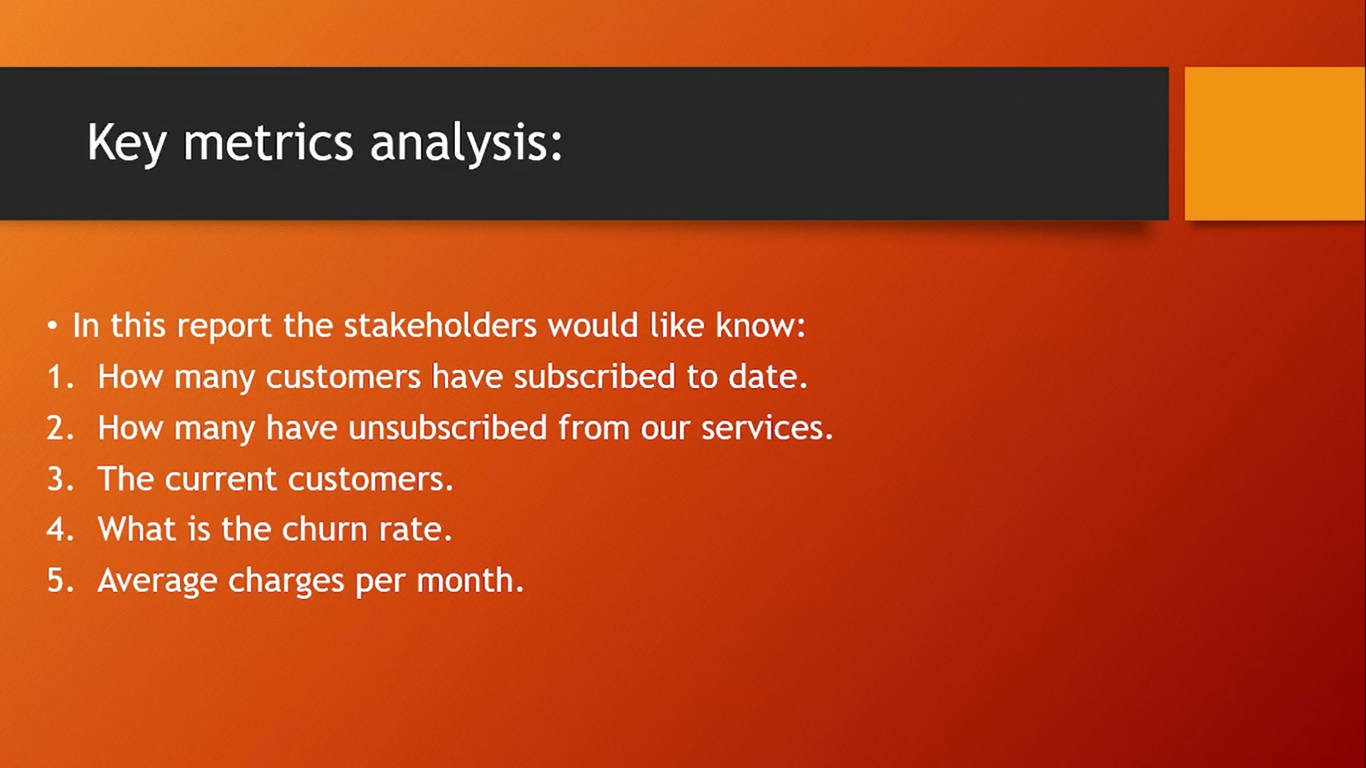 Key metrics analysis:
• In this report the stakeholders would like know:
1. How many customers have subscribed to date.
2. How many have unsubscribed from our services.
3. The current customers.
4. What is the churn rate.
5. Average charges per month.